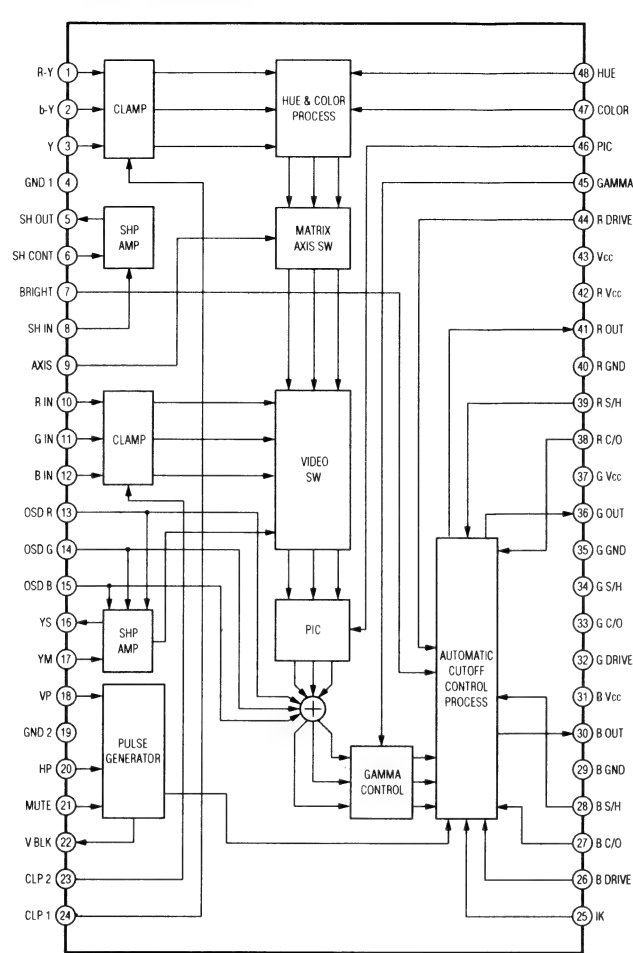 R-Y 1
b-Y 2
Y 3
GND 1 4
SH OUT 5
SH CONT 6
BRIGHT 7
SH IN 8
AXIS 9
R IN 10
G IN 11
B IN 12
OSD R 13
OSD G 14
OSD B 15
YS 16
YM 17
VP 18
GND 2 19
HP 20
MUTE 21
V BLK 22
CLP 2 23
CLP 1 24
CLAMP
SHP
AMP
CLAMP
SHP
AMP
PULSE
GENERATOR
HUE & COLOR
PROCESS
MATRIX
AXIS SW
VIDEO
SW
PIC
GAMMA
CONTROL
AUTOMATIC
CUTOFF
CONTROL
PROCESS
48 HUE
47 COLOR
46 PIC
45 GAMMA
44 R DRIVE
43 Vcc
42 R Vcc
41 R OUT
40 R GND
39 R S/H
38 R C/O
37 G Vcc
36 G OUT
35 G GND
34 G S/H
33 G C/O
32 G DRIVE
31 B Vcc
30 B OUT
29 B GND
28 B S/H
27 B C/O
26 B DRIVE
25 IK